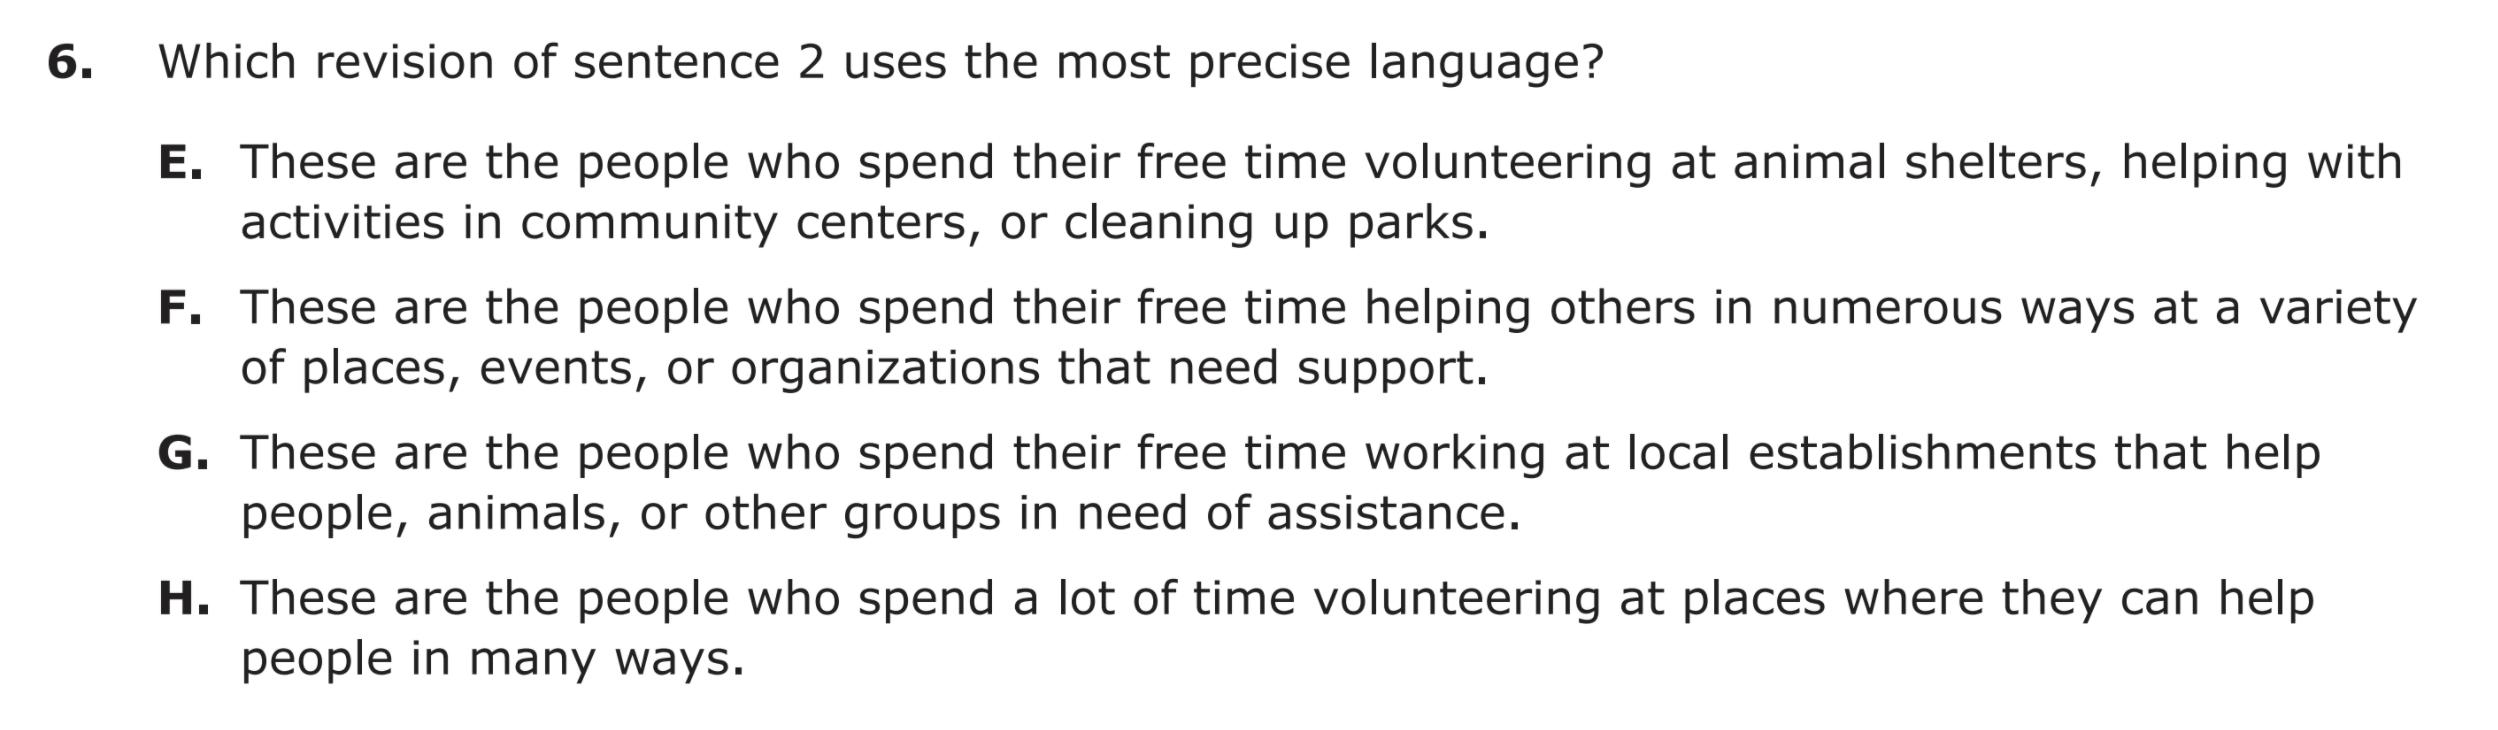 6. Which revision of sentence 2 uses the most precise language?
E. These are the people who spend their free time volunteering at animal shelters, helping with
activities in community centers, or cleaning up parks.
F. These are the people who spend their free time helping others in numerous ways at a variety
of places, events, or organizations that need support.
G. These are the people who spend their free time working at local establishments that help
people, animals, or other groups in need of assistance.
H. These are the people who spend a lot of time volunteering at places where they can help
people in many ways.